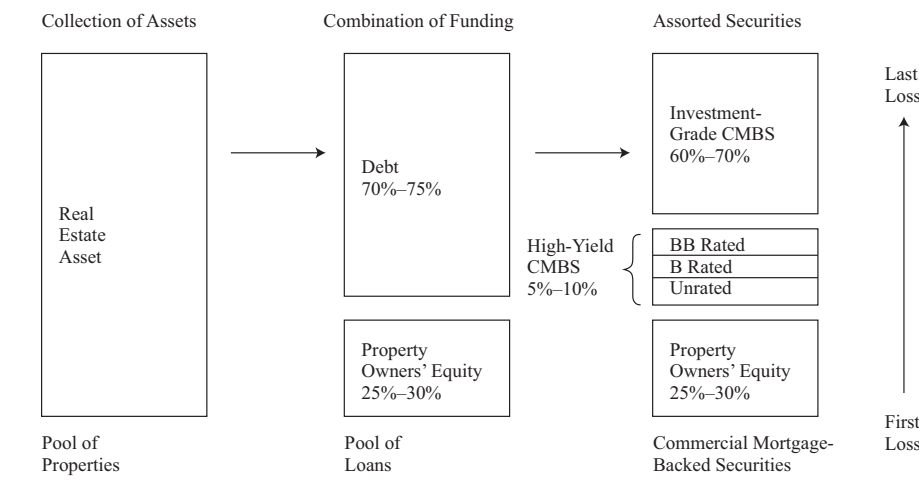 Collection of Assets
Combination of Funding
Assorted Securities
Real
Estate
Asset
Pool of
Properties
Debt
70%–75%
Property
Owners’ Equity
25%–30%
Pool of
Loans
Investment-
Grade CMBS
60%–70%
High-Yield
CMBS
5%–10%
BB Rated
B Rated
Unrated
Property
Owners’ Equity
25%–30%
Commercial Mortgage-
Backed Securities
Last
Loss
First
Loss